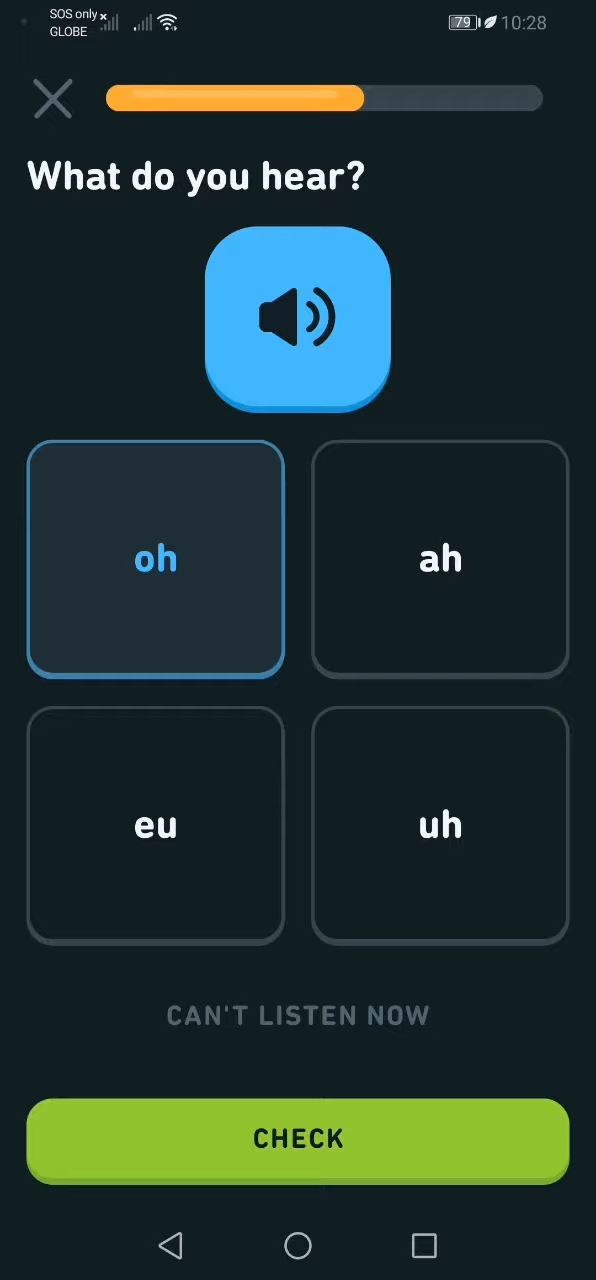 SOS only
GLOBE
79
10:28
What do you hear?
oh
ah
eu
uh
CAN'T LISTEN NOW
CHECK